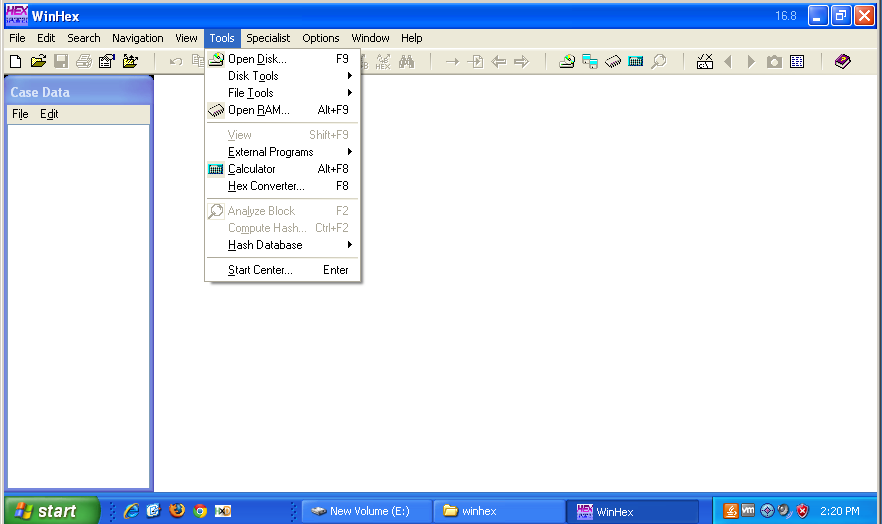 HEX WinHex 16.8
File Edit Search Navigation View Tools Specialist Options Window Help
Case Data
File Edit
Open Disk... F9
Disk Tools
File Tools
Open RAM... Alt+F9
View Shift+F9
External Programs
Calculator Alt+F8
Hex Converter... F8
Analyze Block F2
Compute Hash... Ctrl+F2
Hash Database
Start Center... Enter
start New Volume (E:) winhex HEX WinHex vm 2:20 PM